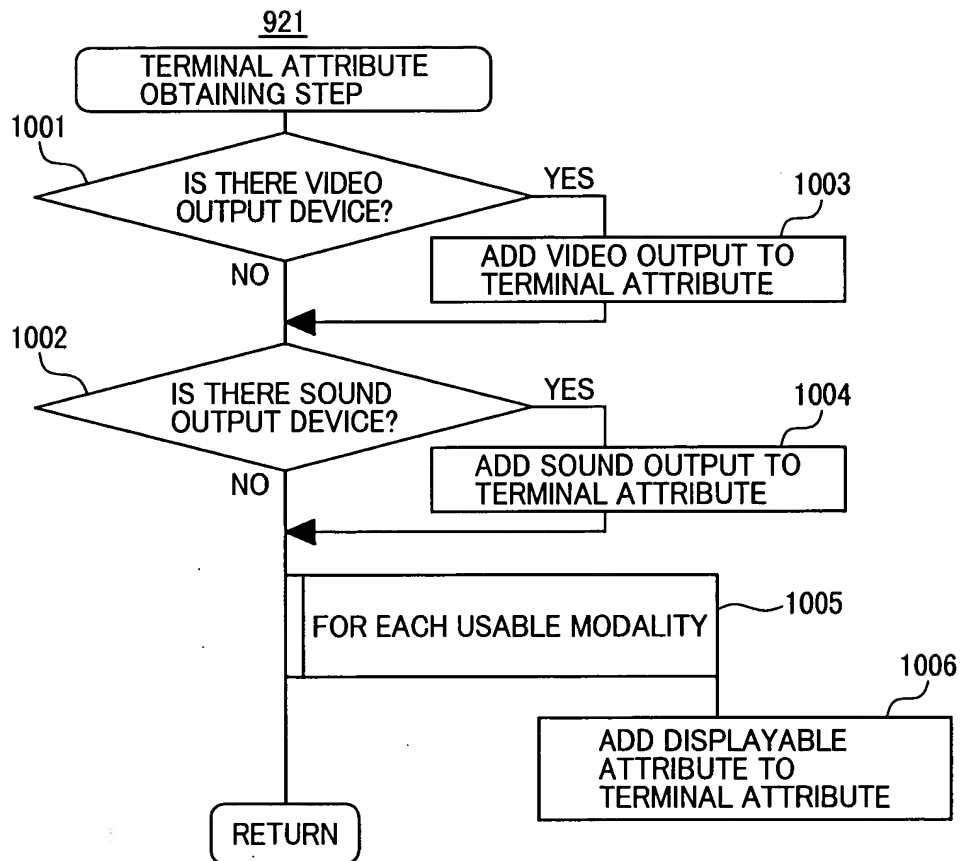 921
TERMINAL ATTRIBUTE
OBTAINING STEP
1001
IS THERE VIDEO
OUTPUT DEVICE?
YES
1003
ADD VIDEO OUTPUT TO
TERMINAL ATTRIBUTE
NO
1002
IS THERE SOUND
OUTPUT DEVICE?
YES
1004
ADD SOUND OUTPUT TO
TERMINAL ATTRIBUTE
NO
FOR EACH USABLE MODALITY
1005
1006
ADD DISPLAYABLE
ATTRIBUTE TO
TERMINAL ATTRIBUTE
RETURN